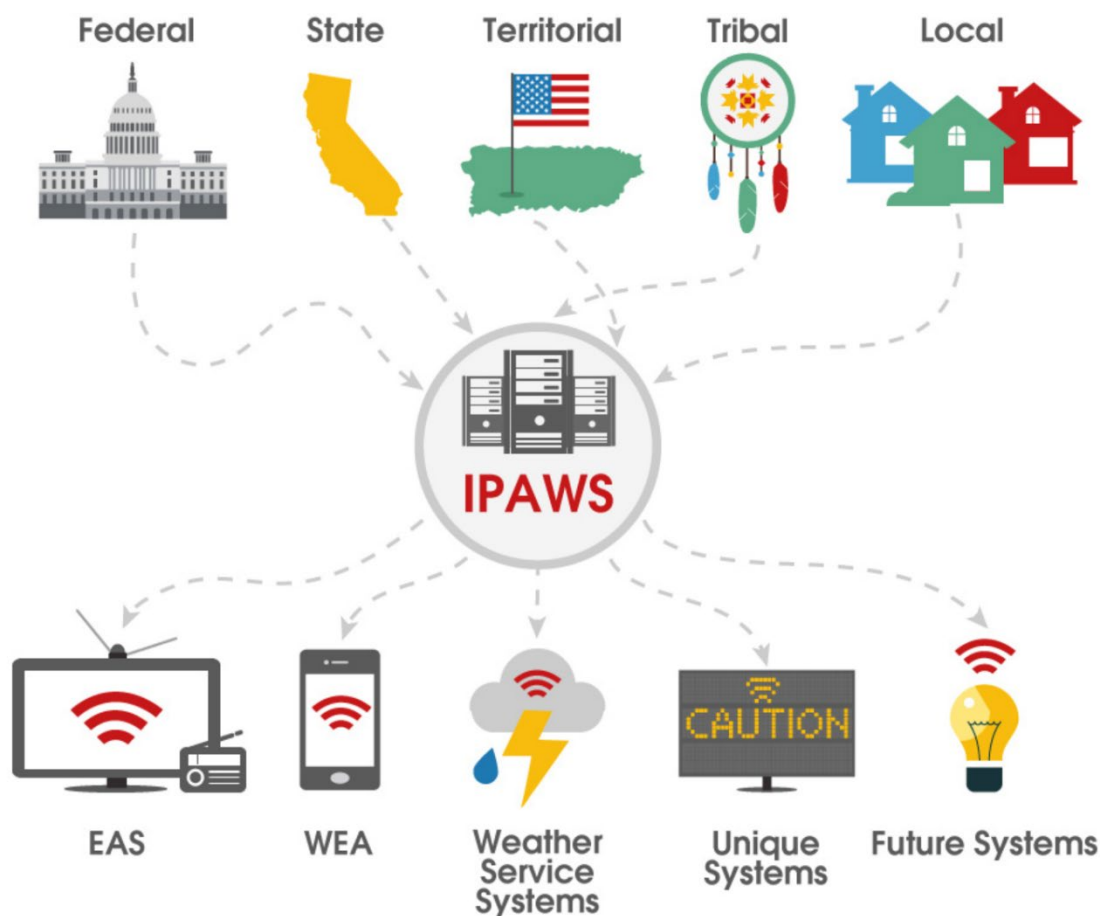 Federal
State
Territorial
Tribal
Local
IPAWS
CAUTION
EAS
WEA
Weather
Service
Systems
Unique
Systems
Future Systems